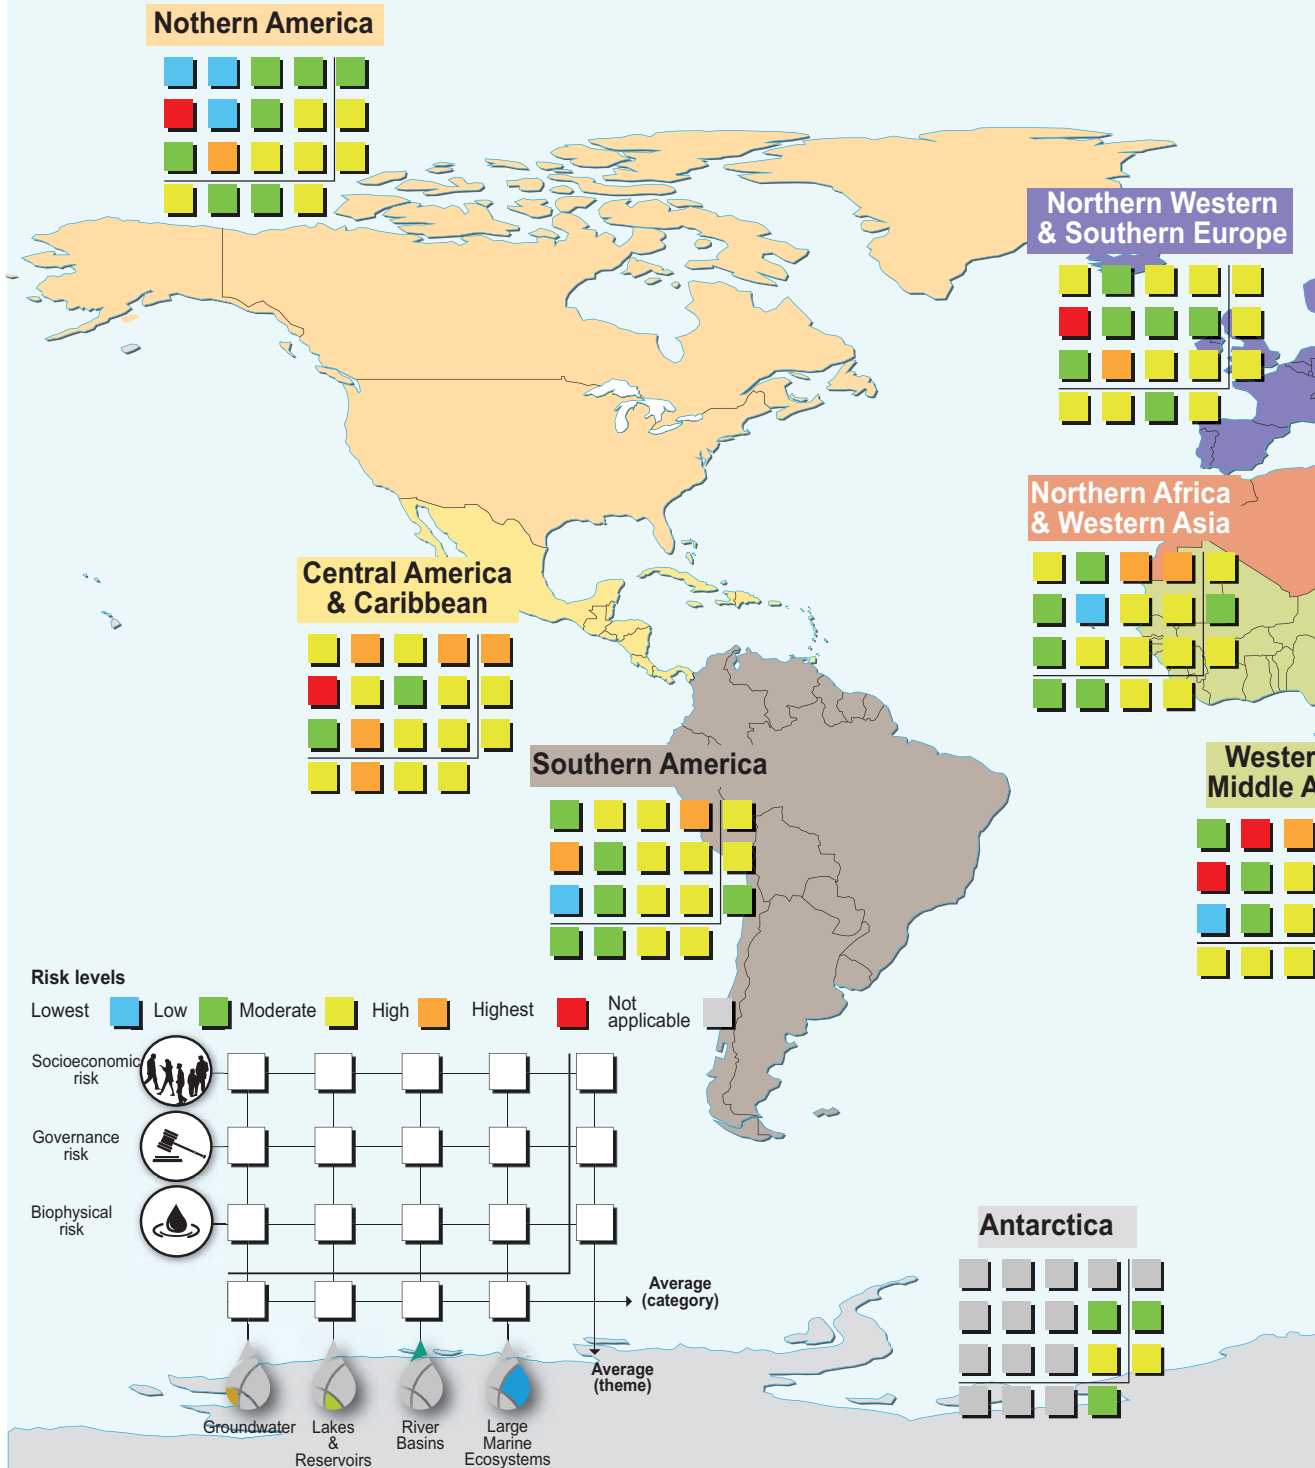 Nothern America
Northern Western
& Southern Europe
Northern Africa
& Western Asia
Central America
& Caribbean
Southern America
Wester
Middle A
Risk levels
Lowest
Low
Moderate
High
Highest
Not
applicable
Socioeconomic
risk
Governance
risk
Biophysical
risk
Antarctica
Average
(category)
Average
(theme)
Groundwater
Lakes
&
Reservoirs
River
Basins
Large
Marine
Ecosystems